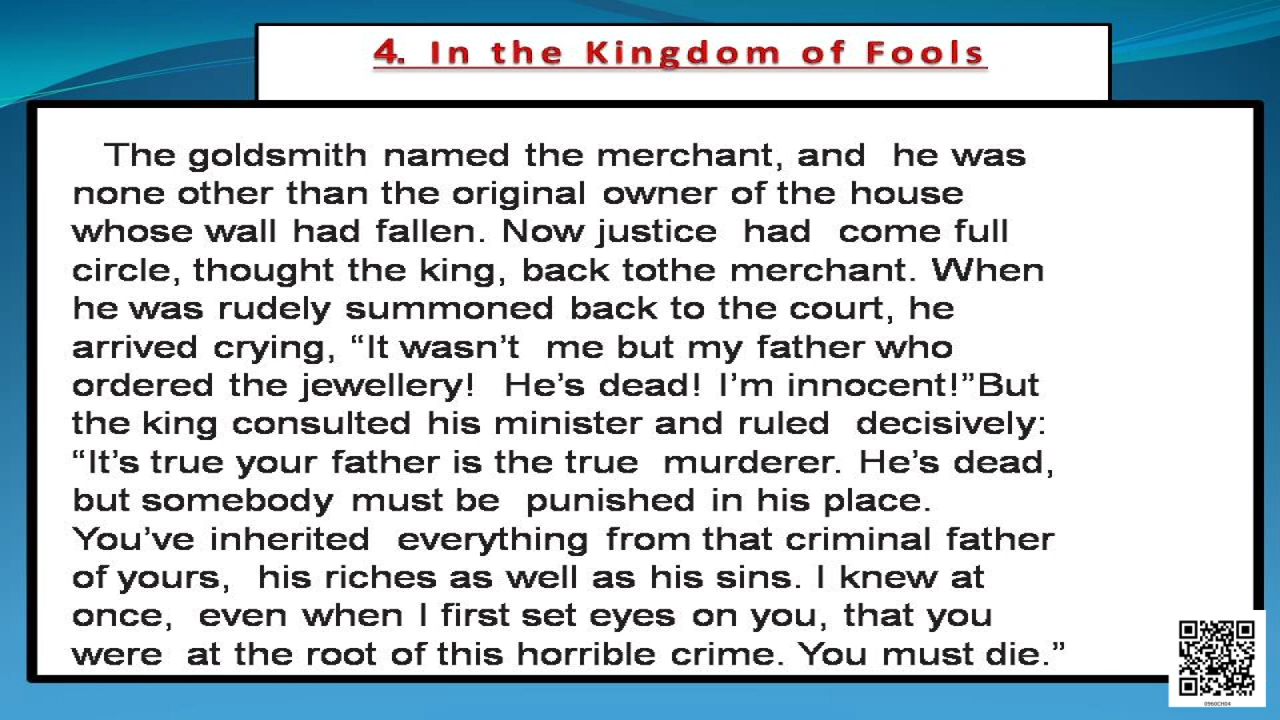 4. In the Kingdom of Fools
The goldsmith named the merchant, and he was
none other than the original owner of the house
whose wall had fallen. Now justice had come full
circle, thought the king, back tothe merchant. When
he was rudely summoned back to the court, he
arrived crying, “It wasn’t me but my father who
ordered the jewellery! He’s dead! I’m innocent!”But
the king consulted his minister and ruled decisively:
“It’s true your father is the true murderer. He’s dead,
but somebody must be punished in his place.
You’ve inherited everything from that criminal father
of yours, his riches as well as his sins. I knew at
once, even when I first set eyes on you, that you
were at the root of this horrible crime. You must die.”
0960CH04